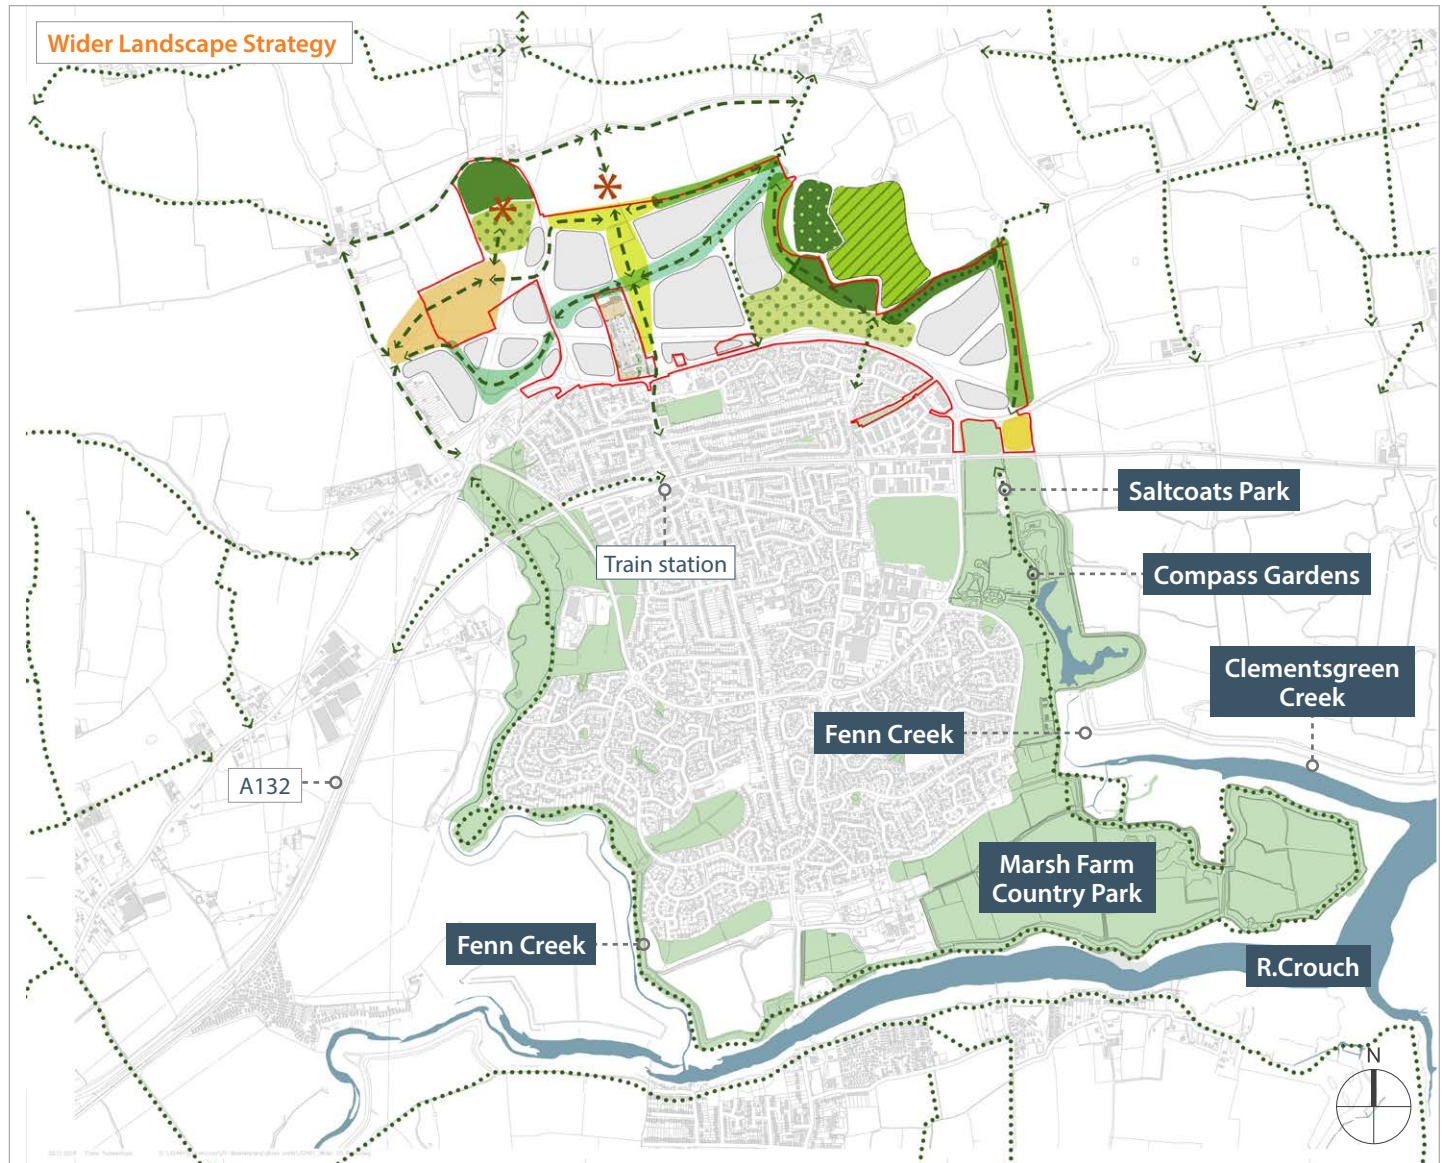 Wider Landscape Strategy
Saltcoats Park
Train station
Compass Gardens
Clementsgreen
Creek
Fenn Creek
A132
Marsh Farm
Country Park
Fenn Creek
R.Crouch
N